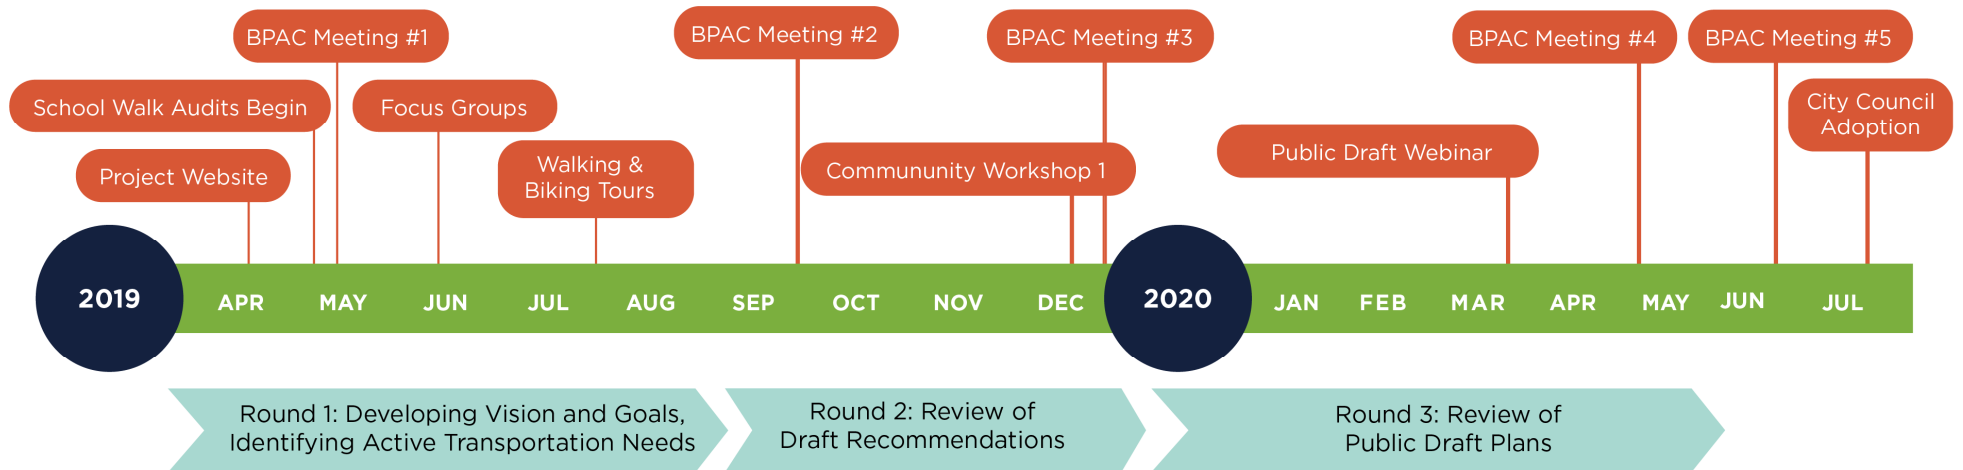 BPAC Meeting #1
BPAC Meeting #2
BPAC Meeting #3
BPAC Meeting #4
BPAC Meeting #5
School Walk Audits Begin
Focus Groups
City Council
Adoption
Project Website
Walking &
Biking Tours
Commununity Workshop 1
Public Draft Webinar
2019
APR
MAY
JUN
JUL
AUG
SEP
OCT
NOV
DEC
2020
JAN
FEB
MAR
APR
MAY
JUN
JUL
Round 1: Developing Vision and Goals,
Identifying Active Transportation Needs
Round 2: Review of
Draft Recommendations
Round 3: Review of
Public Draft Plans